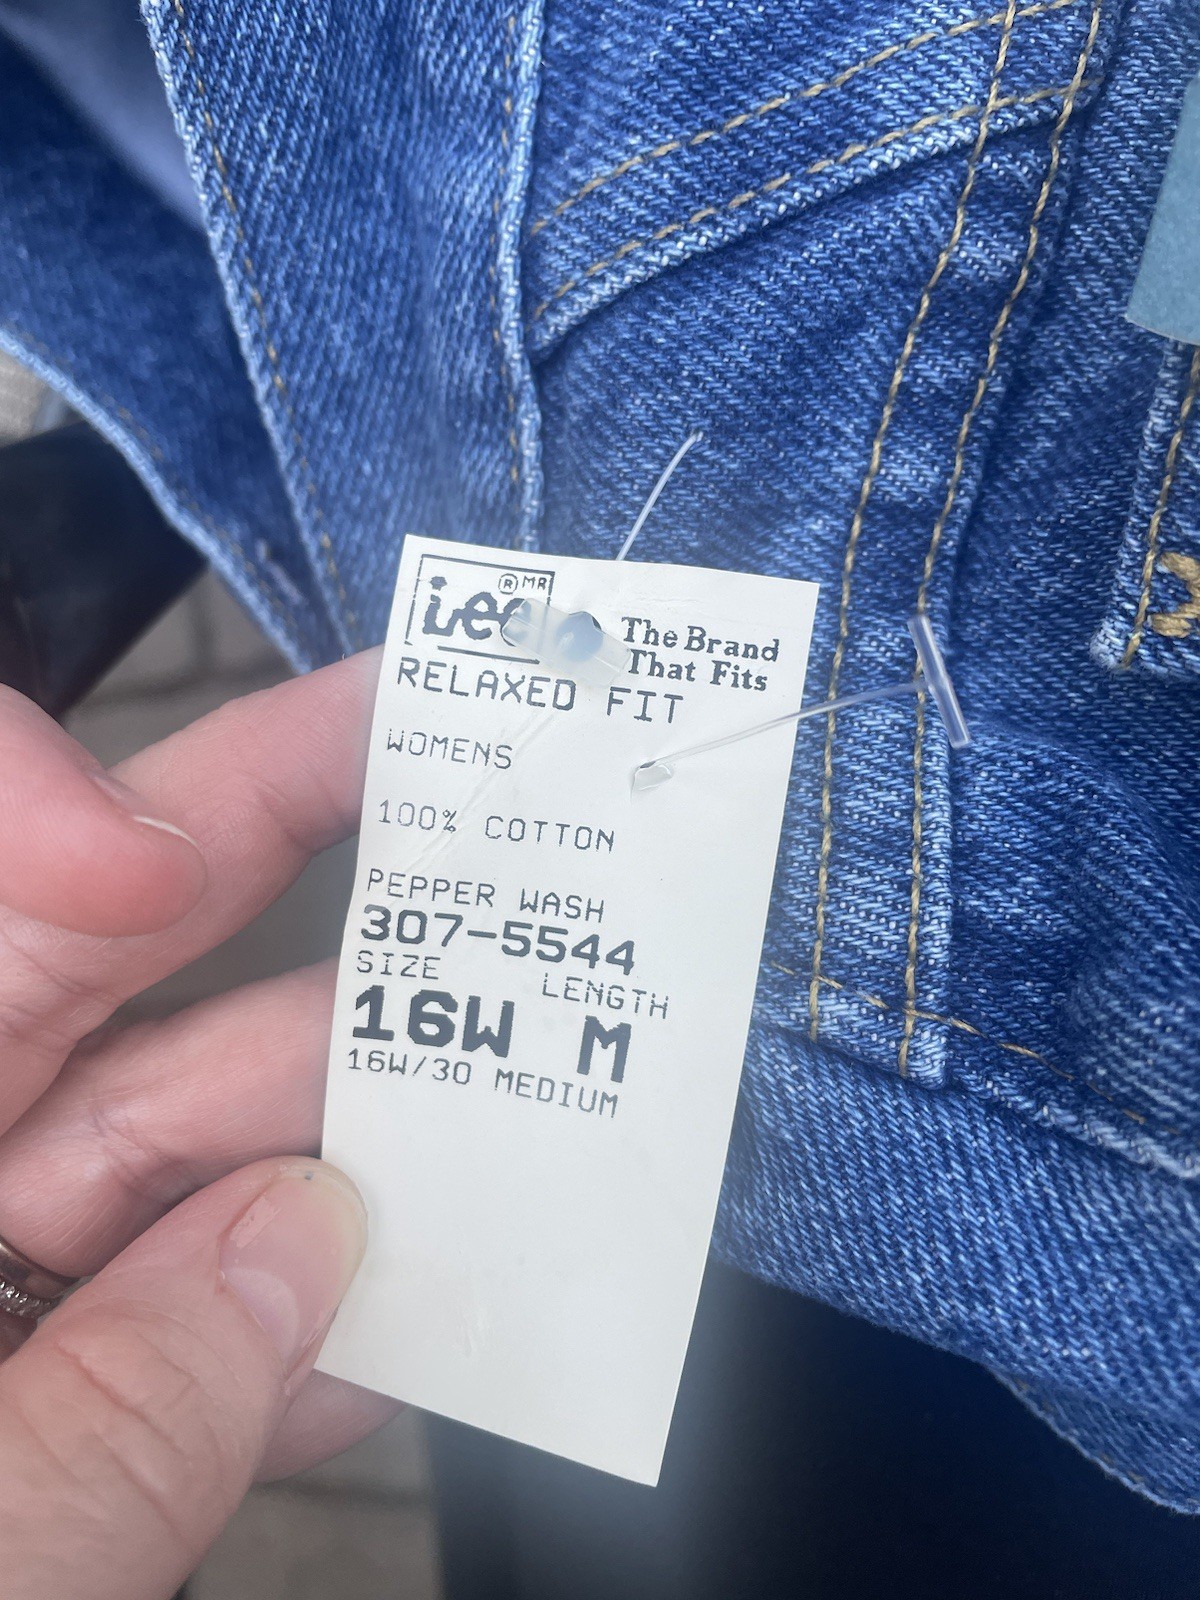 Lee ® MR
The Brand
That Fits
RELAXED FIT
WOMENS
100% COTTON
PEPPER WASH
307-5544
SIZE LENGTH
16W M
16W/30 MEDIUM